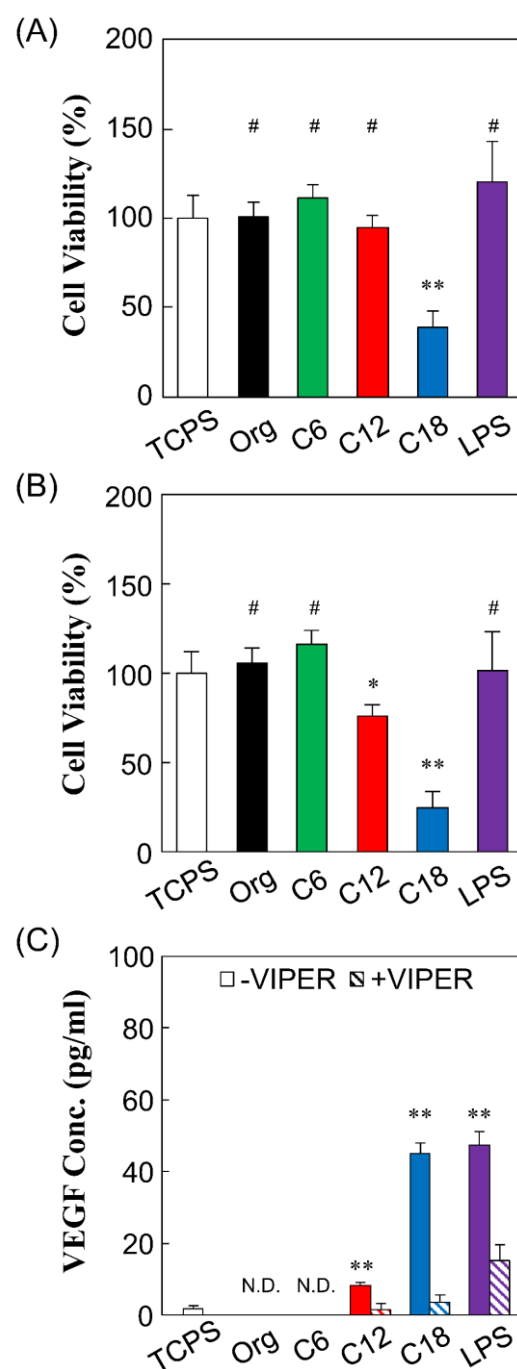 (A)
200
150
100
50
0
Cell Viability (%)
# # # ** #
TCPS Org C6 C12 C18 LPS
(B)
200
150
100
50
0
Cell Viability (%)
# # * ** #
TCPS Org C6 C12 C18 LPS
(C)
100
80
60
40
20
0
VEGF Conc. (pg/ml)
-VIPER +VIPER
N.D. N.D. ** ** **
TCPS Org C6 C12 C18 LPS